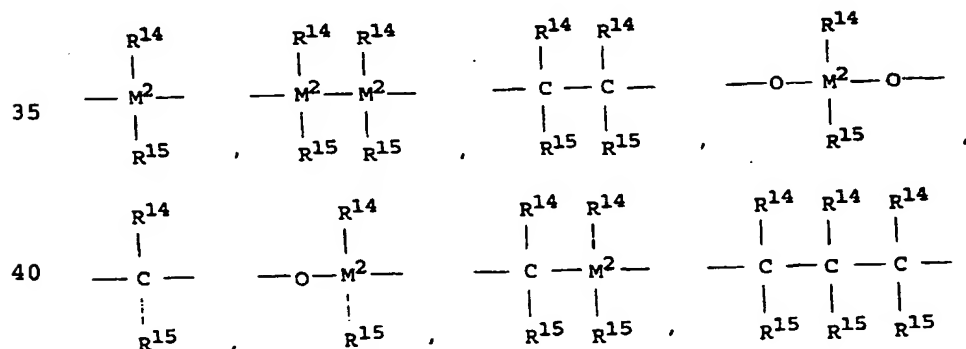 R14 R14 R14 R14 R14 R14
35 — M2 — — M2 — M2 — — C — C — — O — M2 — O —
R15 , R15 R15 , R15 R15 , R15 ,
R14 R14 R14 R14 R14 R14 R14
40 — C — — O — M2 — — C — M2 — — C — C — C —
R15 , R15 , R15 R15 , R15 R15 R15